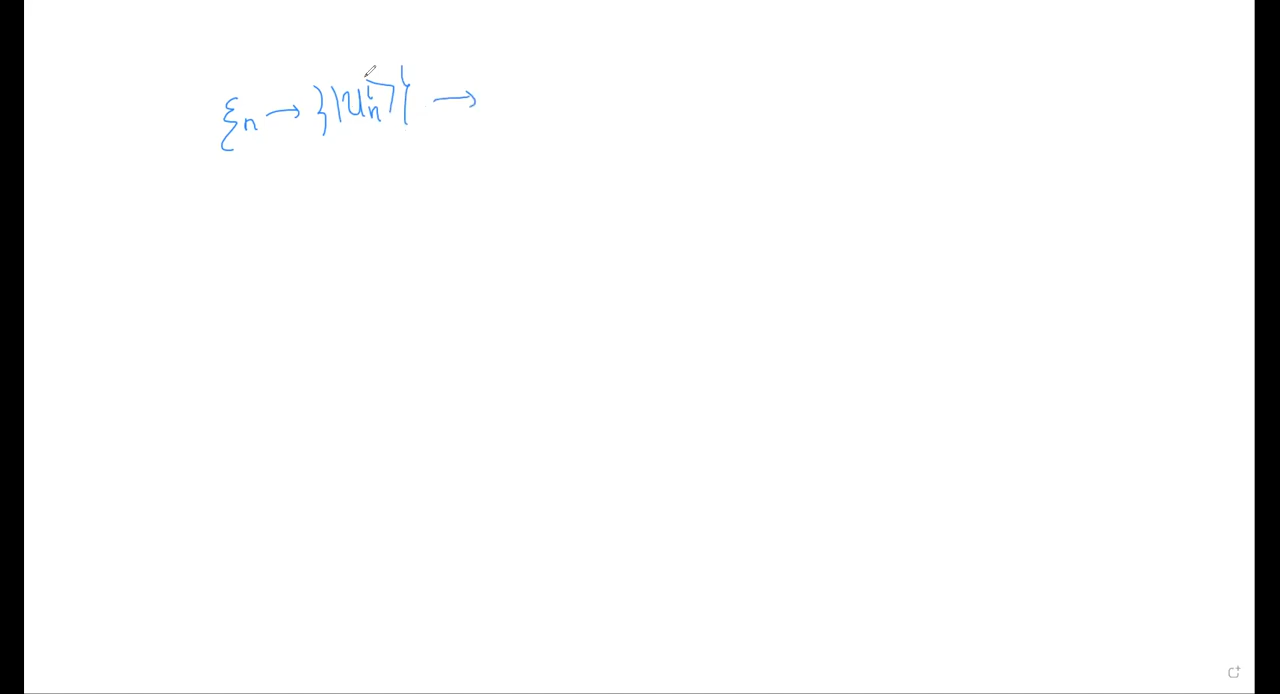 ξₙ → {|uₙⁱ⟩} →